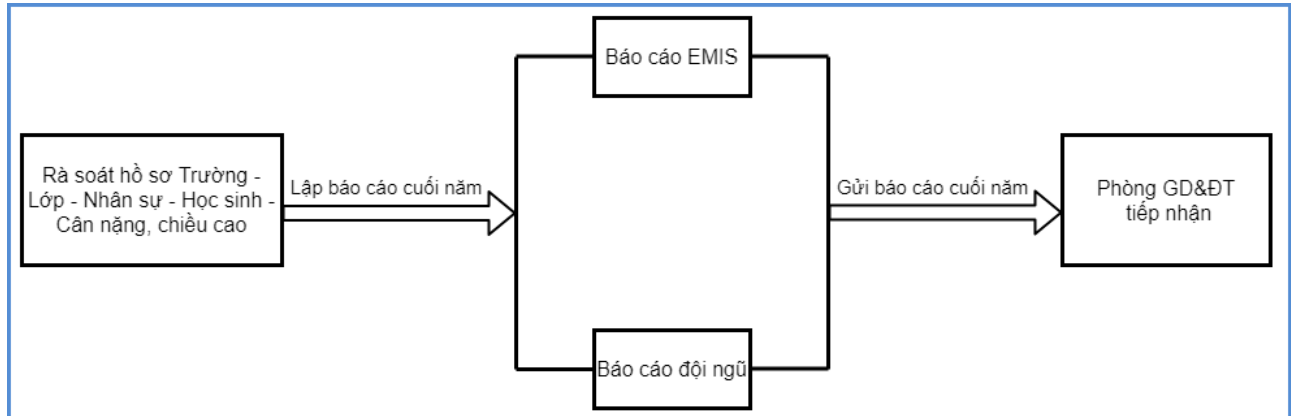 Báo cáo EMIS
Rà soát hồ sơ Trường -
Lớp - Nhân sự - Học sinh -
Cân nặng, chiều cao
Lập báo cáo cuối năm
Gửi báo cáo cuối năm
Phòng GD&ĐT
tiếp nhận
Báo cáo đội ngũ